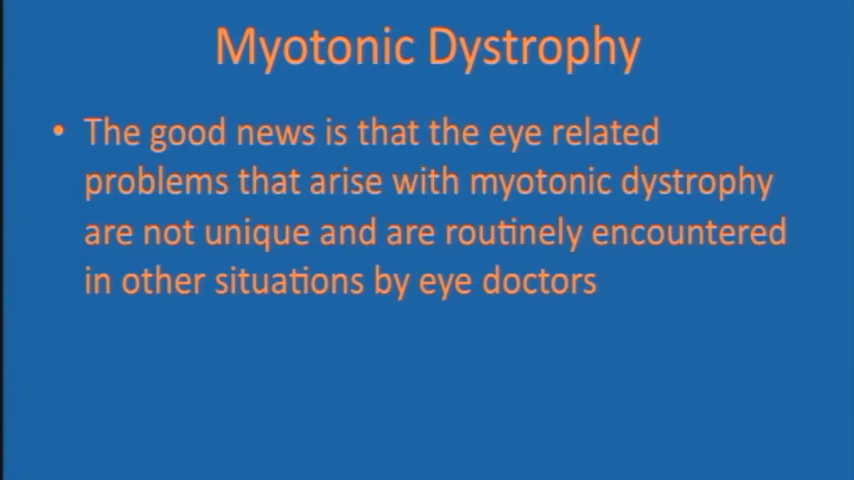 Myotonic Dystrophy
• The good news is that the eye related
problems that arise with myotonic dystrophy
are not unique and are routinely encountered
in other situations by eye doctors